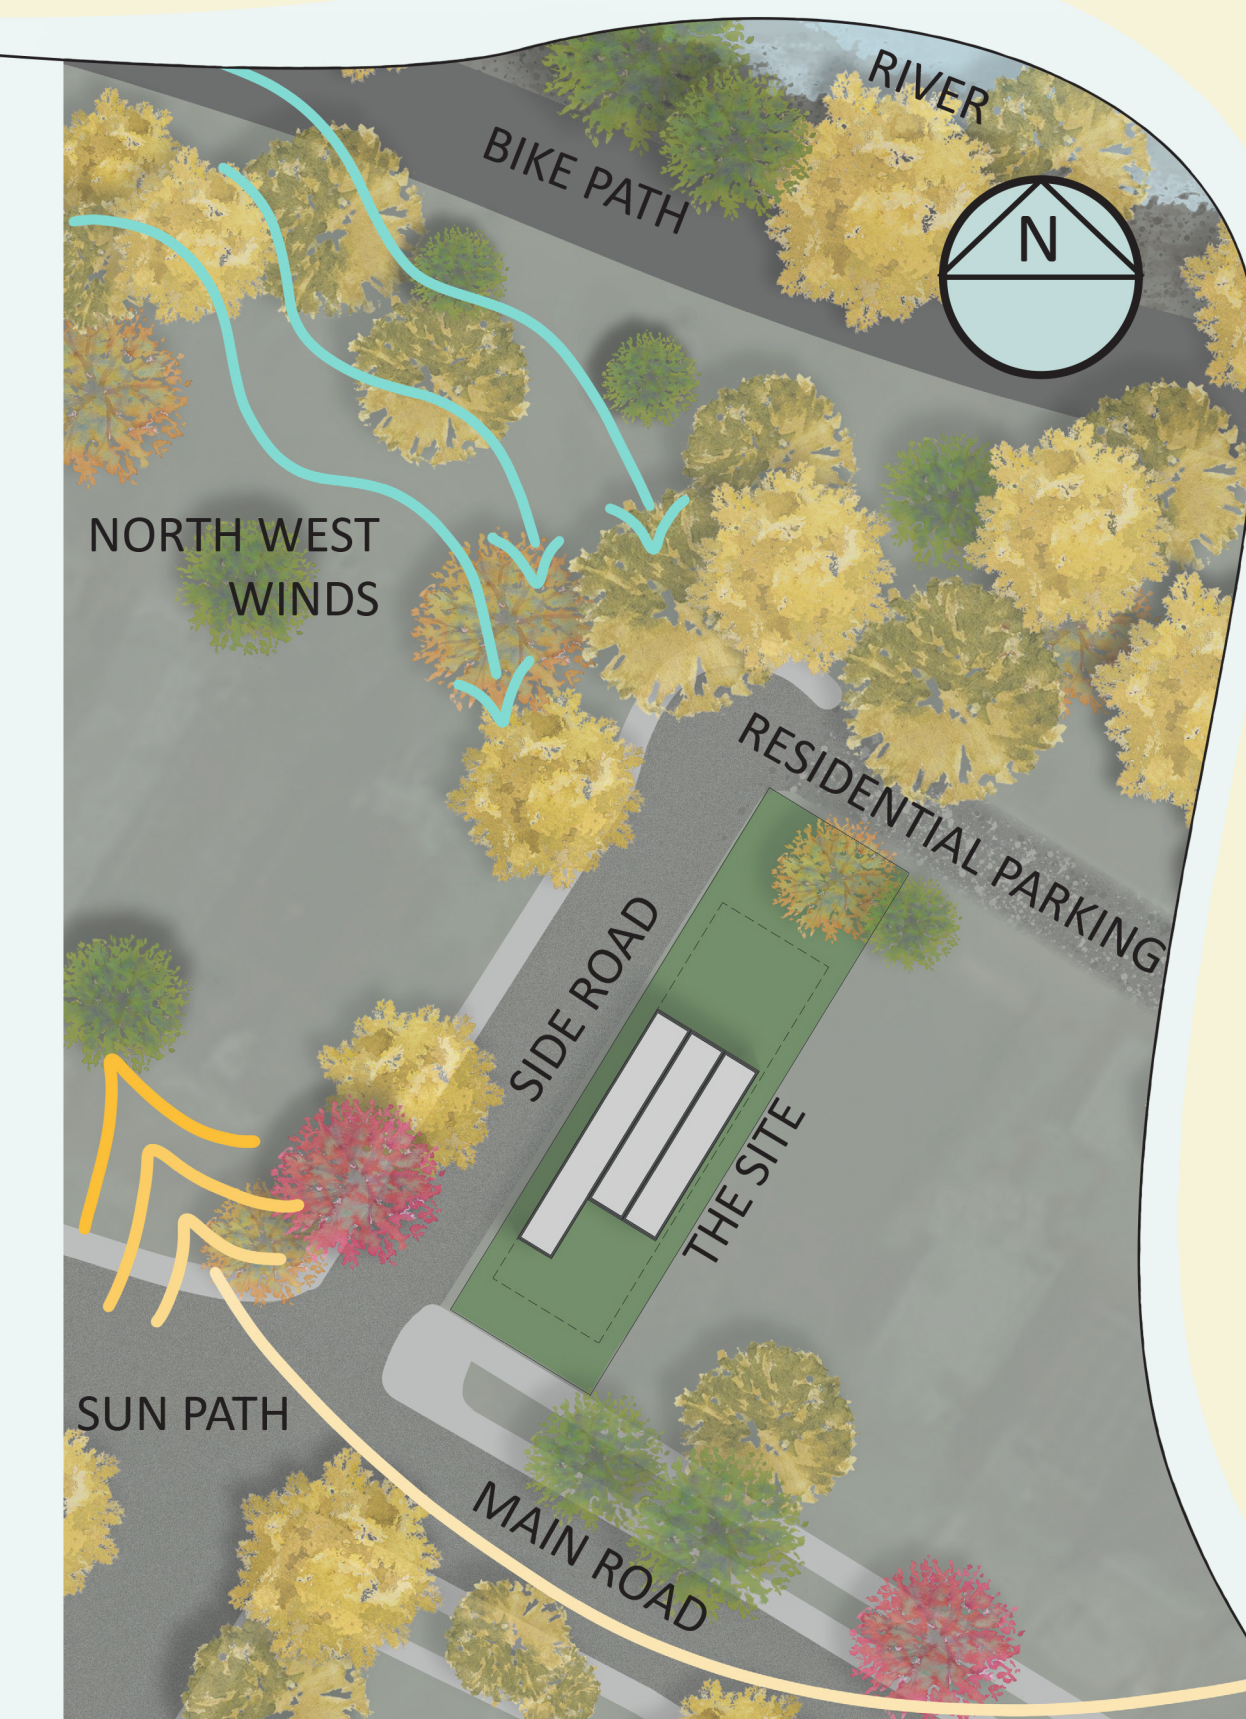 RIVER
BIKE PATH
N
NORTH WEST
WINDS
RESIDENTIAL PARKING
SIDE ROAD
THE SITE
SUN PATH
MAIN ROAD